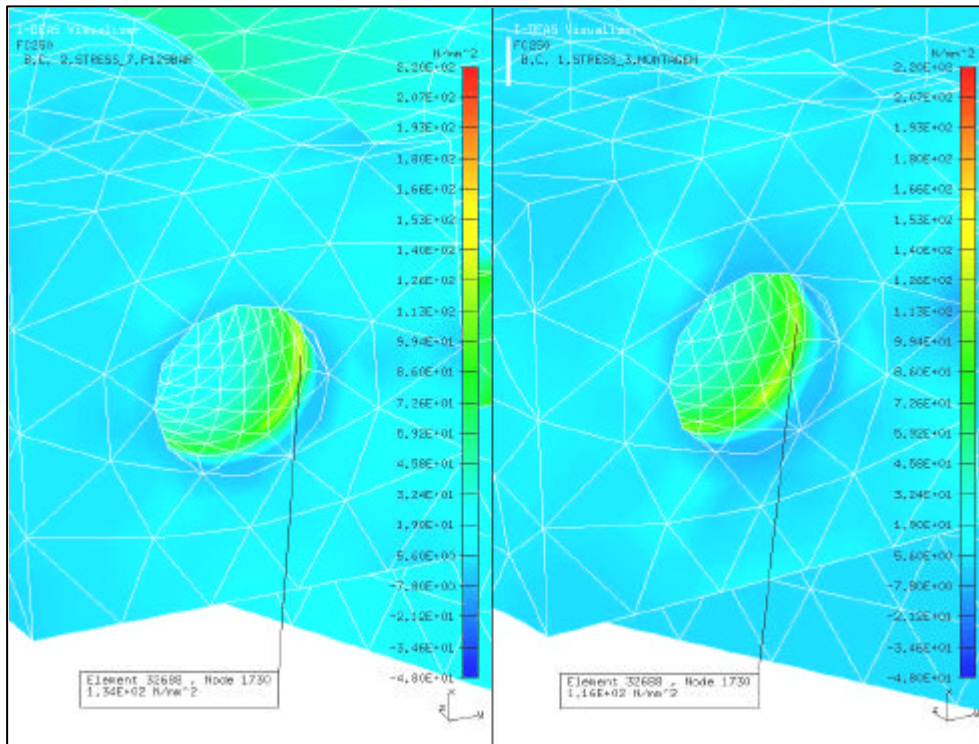 I-DEAS Visualizer
FC250
B.C. 2.STRESS_7.P129BAR
N/mm^2
2.20E+02
2.07E+02
1.93E+02
1.80E+02
1.66E+02
1.53E+02
1.40E+02
1.26E+02
1.13E+02
9.94E+01
8.60E+01
7.26E+01
5.92E+01
4.58E+01
3.24E+01
1.90E+01
5.60E+00
-7.80E+00
-2.12E+01
-3.46E+01
-4.80E+01
Element 32688 , Node 1730
1.34E+02 N/mm^2
I-DEAS Visualizer
FC250
B.C. 1.STRESS_3.MONTAGEH
N/mm^2
2.20E+02
2.07E+02
1.93E+02
1.80E+02
1.66E+02
1.53E+02
1.40E+02
1.26E+02
1.13E+02
9.94E+01
8.60E+01
7.26E+01
5.92E+01
4.58E+01
3.24E+01
1.90E+01
5.60E+00
-7.80E+00
-2.12E+01
-3.46E+01
-4.80E+01
Element 32688 , Node 1730
1.16E+02 N/mm^2